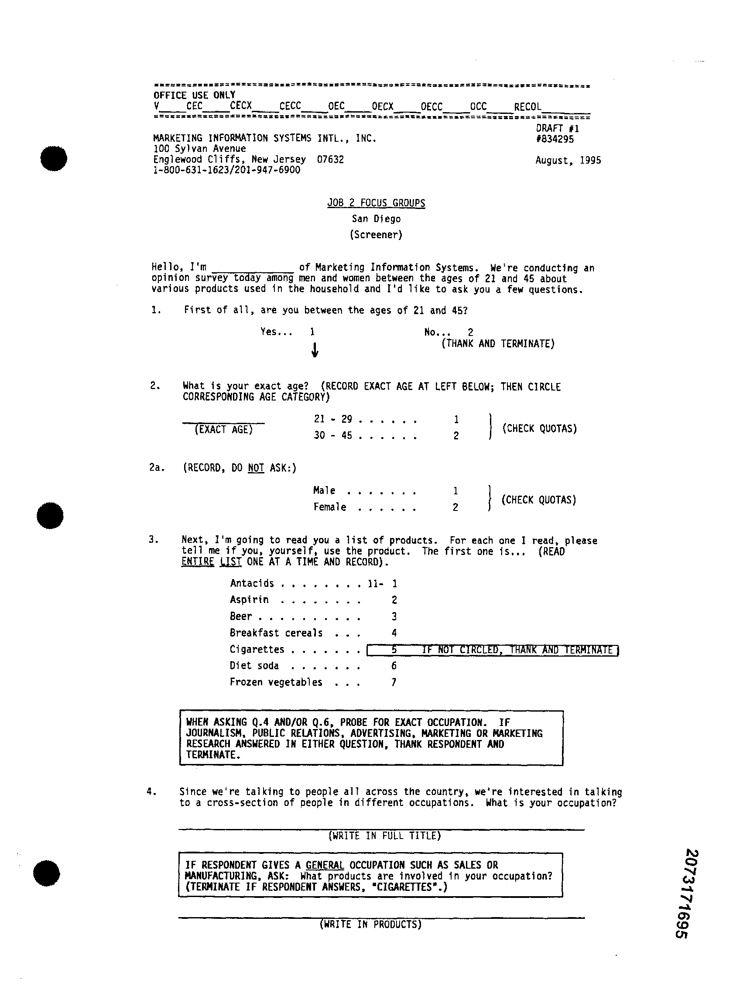 OFFICE USE ONLY
V____CEC____CECX____CECC____OEC____OECX____OECC____OCC____RECOL____
DRAFT #1
MARKETING INFORMATION SYSTEMS INTL., INC. #834295
100 Sylvan Avenue
Englewood Cliffs, New Jersey 07632 August, 1995
1-800-631-1623/201-947-6900
JOB 2 FOCUS GROUPS
San Diego
(Screener)
Hello, I'm ____________ of Marketing Information Systems. We're conducting an
opinion survey today among men and women between the ages of 21 and 45 about
various products used in the household and I'd like to ask you a few questions.
1. First of all, are you between the ages of 21 and 45?
Yes... 1 No... 2
(THANK AND TERMINATE)
2. What is your exact age? (RECORD EXACT AGE AT LEFT BELOW; THEN CIRCLE
CORRESPONDING AGE CATEGORY)
21 - 29 . . . . . . 1
(EXACT AGE) (CHECK QUOTAS)
30 - 45 . . . . . . 2
2a. (RECORD, DO NOT ASK:)
Male . . . . . . . 1
(CHECK QUOTAS)
Female . . . . . . 2
3. Next, I'm going to read you a list of products. For each one I read, please
tell me if you, yourself, use the product. The first one is... (READ
ENTIRE LIST ONE AT A TIME AND RECORD).
Antacids . . . . . . . . 11- 1
Aspirin . . . . . . . . 2
Beer . . . . . . . . . . 3
Breakfast cereals . . . 4
Cigarettes . . . . . . . 5 IF NOT CIRCLED, THANK AND TERMINATE
Diet soda . . . . . . . 6
Frozen vegetables . . . 7
WHEN ASKING Q.4 AND/OR Q.6, PROBE FOR EXACT OCCUPATION. IF
JOURNALISM, PUBLIC RELATIONS, ADVERTISING, MARKETING OR MARKETING
RESEARCH ANSWERED IN EITHER QUESTION, THANK RESPONDENT AND
TERMINATE.
4. Since we're talking to people all across the country, we're interested in talking
to a cross-section of people in different occupations. What is your occupation?
(WRITE IN FULL TITLE)
IF RESPONDENT GIVES A GENERAL OCCUPATION SUCH AS SALES OR
MANUFACTURING, ASK: What products are involved in your occupation?
(TERMINATE IF RESPONDENT ANSWERS, "CIGARETTES".)
(WRITE IN PRODUCTS)
2073171695